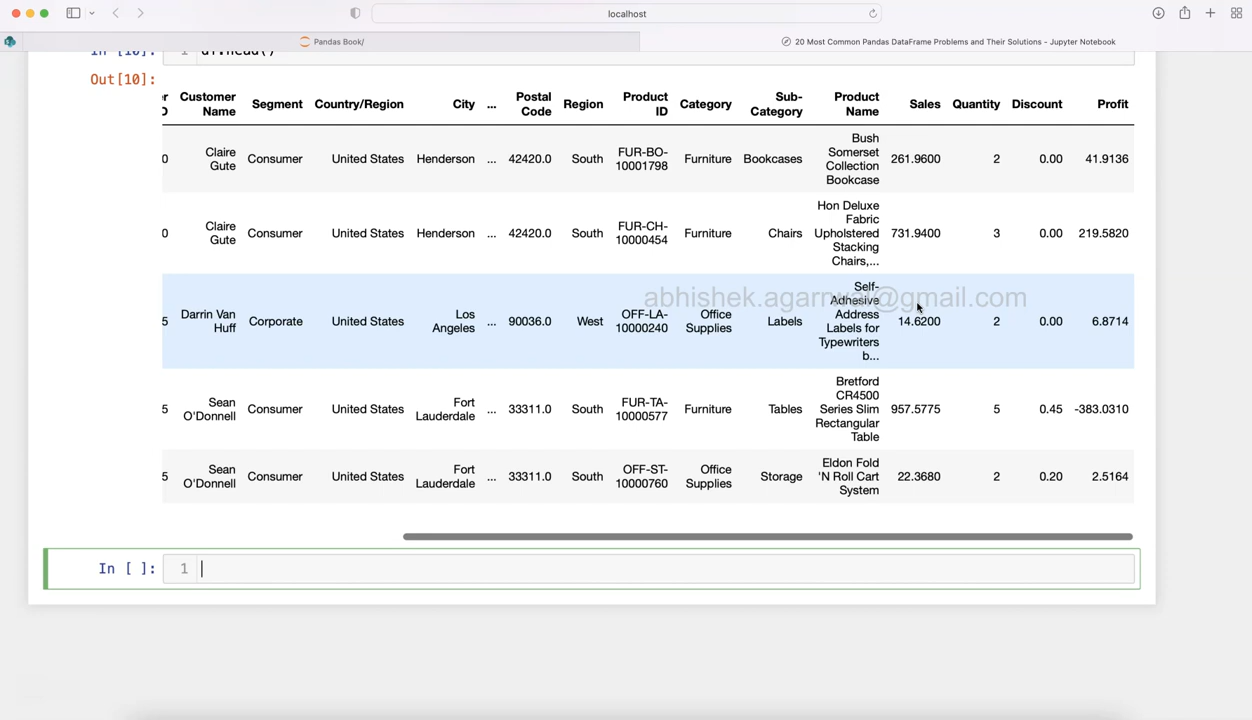 localhost
Pandas Book/
20 Most Common Pandas DataFrame Problems and Their Solutions - Jupyter Notebook
In [10]: 1 df.head()
Out[10]:
r Customer Segment Country/Region City ... Postal Region Product Category Sub- Product Sales Quantity Discount Profit
D Name Code ID Category Name
0 Claire Gute Consumer United States Henderson ... 42420.0 South FUR-BO-10001798 Furniture Bookcases Bush Somerset Collection Bookcase 261.9600 2 0.00 41.9136
0 Claire Gute Consumer United States Henderson ... 42420.0 South FUR-CH-10000454 Furniture Chairs Hon Deluxe Fabric Upholstered Stacking Chairs,... 731.9400 3 0.00 219.5820
abhishek.agarrwal@gmail.com
5 Darrin Van Huff Corporate United States Los Angeles ... 90036.0 West OFF-LA-10000240 Office Supplies Labels Self-Adhesive Address Labels for Typewriters b... 14.6200 2 0.00 6.8714
5 Sean O'Donnell Consumer United States Fort Lauderdale ... 33311.0 South FUR-TA-10000577 Furniture Tables Bretford CR4500 Series Slim Rectangular Table 957.5775 5 0.45 -383.0310
5 Sean O'Donnell Consumer United States Fort Lauderdale ... 33311.0 South OFF-ST-10000760 Office Supplies Storage Eldon Fold 'N Roll Cart System 22.3680 2 0.20 2.5164
In [ ]: 1